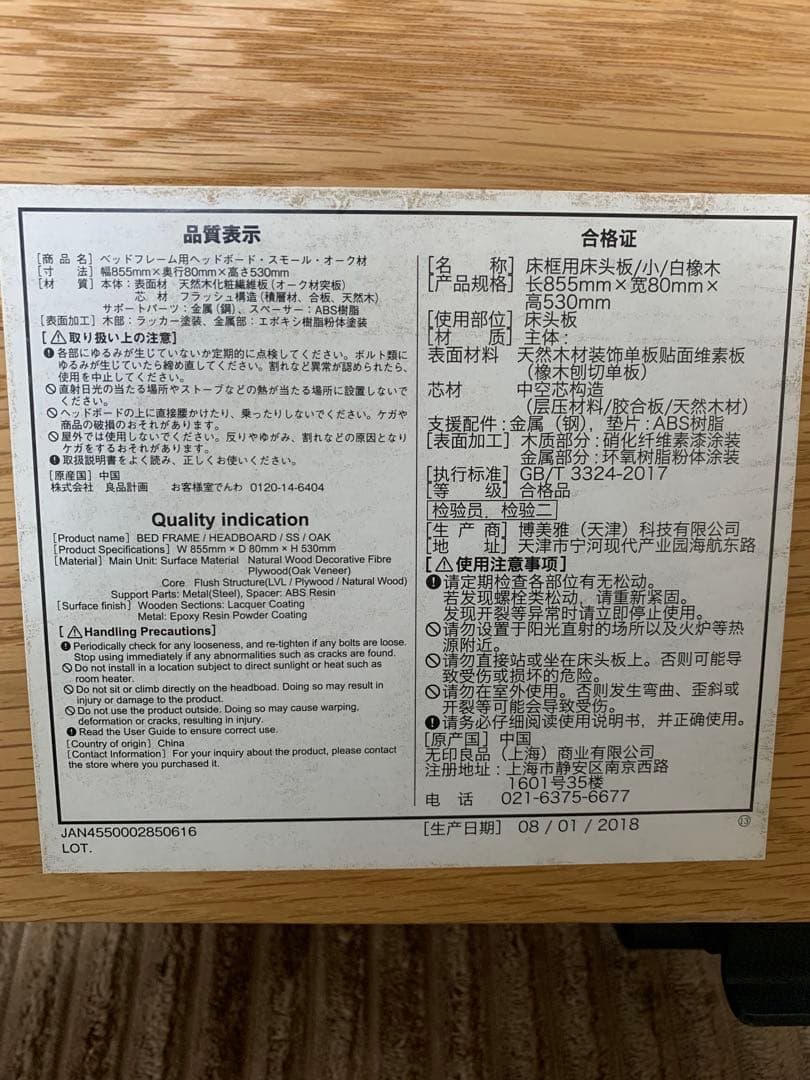 品質表示
[商 品 名] ベッドフレーム用ヘッドボード・スモール・オーク材
[寸 法] 幅855mm×奥行80mm×高さ530mm
[材 質] 本体:表面材 天然木化粧繊維板(オーク材突板)
芯 材 フラッシュ構造(積層材、合板、天然木)
サポートパーツ:金属(鋼)、スペーサー:ABS樹脂
[表面加工] 木部:ラッカー塗装、金属部:エポキシ樹脂粉体塗装
[⚠取り扱い上の注意]
❗各部にゆるみが生じていないか定期的に点検してください。ボルト類に
ゆるみが生じていたら締め直してください。割れなど異常が認められたら、
使用を中止してください。
🚫直射日光の当たる場所やストーブなどの熱が当たる場所に設置しないで
ください。
🚫ヘッドボードの上に直接腰かけたり、乗ったりしないでください。ケガや
商品の破損のおそれがあります。
🚫屋外では使用しないでください。反りやゆがみ、割れなどの原因となり
ケガをするおそれがあります。
❗取扱説明書をよく読み、正しくお使いください。
[原産国] 中国
株式会社 良品計画 お客様室でんわ 0120-14-6404
Quality indication
[Product name] BED FRAME / HEADBOARD / SS / OAK
[Product Specifications] W 855mm × D 80mm × H 530mm
[Material] Main Unit: Surface Material Natural Wood Decorative Fibre
Plywood(Oak Veneer)
Core Flush Structure(LVL / Plywood / Natural Wood)
Support Parts: Metal(Steel), Spacer: ABS Resin
[Surface finish] Wooden Sections: Lacquer Coating
Metal: Epoxy Resin Powder Coating
[⚠Handling Precautions]
❗Periodically check for any looseness, and re-tighten if any bolts are loose.
Stop using immediately if any abnormalities such as cracks are found.
🚫Do not install in a location subject to direct sunlight or heat such as
room heater.
🚫Do not sit or climb directly on the headboard. Doing so may result in
injury or damage to the product.
🚫Do not use the product outside. Doing so may cause warping,
deformation or cracks, resulting in injury.
❗Read the User Guide to ensure correct use.
[Country of origin] China
[Contact Information] For your inquiry about the product, please contact
the store where you purchased it.
合格证
[名 称] 床框用床头板/小/白橡木
[产品规格] 长855mm×宽80mm×
高530mm
[使用部位] 床头板
[材 质] 主体:
表面材料 天然木材装饰单板贴面维素板
(橡木刨切单板)
芯材 中空芯构造
(层压材料/胶合板/天然木材)
支援配件:金属(钢),垫片:ABS树脂
[表面加工] 木质部分:硝化纤维素漆涂装
金属部分:环氧树脂粉体涂装
[执行标准] GB/T 3324-2017
[等 级] 合格品
检验员,检验二
[生 产 商] 博美雅(天津)科技有限公司
[地 址] 天津市宁河现代产业园海航东路
[⚠使用注意事项]
❗请定期检查各部位有无松动。
若发现螺栓类松动,请重新紧固。
发现开裂等异常时请立即停止使用。
🚫请勿设置于阳光直射的场所以及火炉等热
源附近。
🚫请勿直接站或坐在床头板上。否则可能导
致受伤或损坏的危险。
🚫请勿在室外使用。否则发生弯曲、歪斜或
开裂等可能会导致受伤。
❗请务必仔细阅读使用说明书,并正确使用。
[原产国] 中国
无印良品(上海)商业有限公司
注册地址:上海市静安区南京西路
1601号35楼
电 话 021-6375-6677
JAN4550002850616
LOT.
[生产日期] 08 / 01 / 2018
⑬